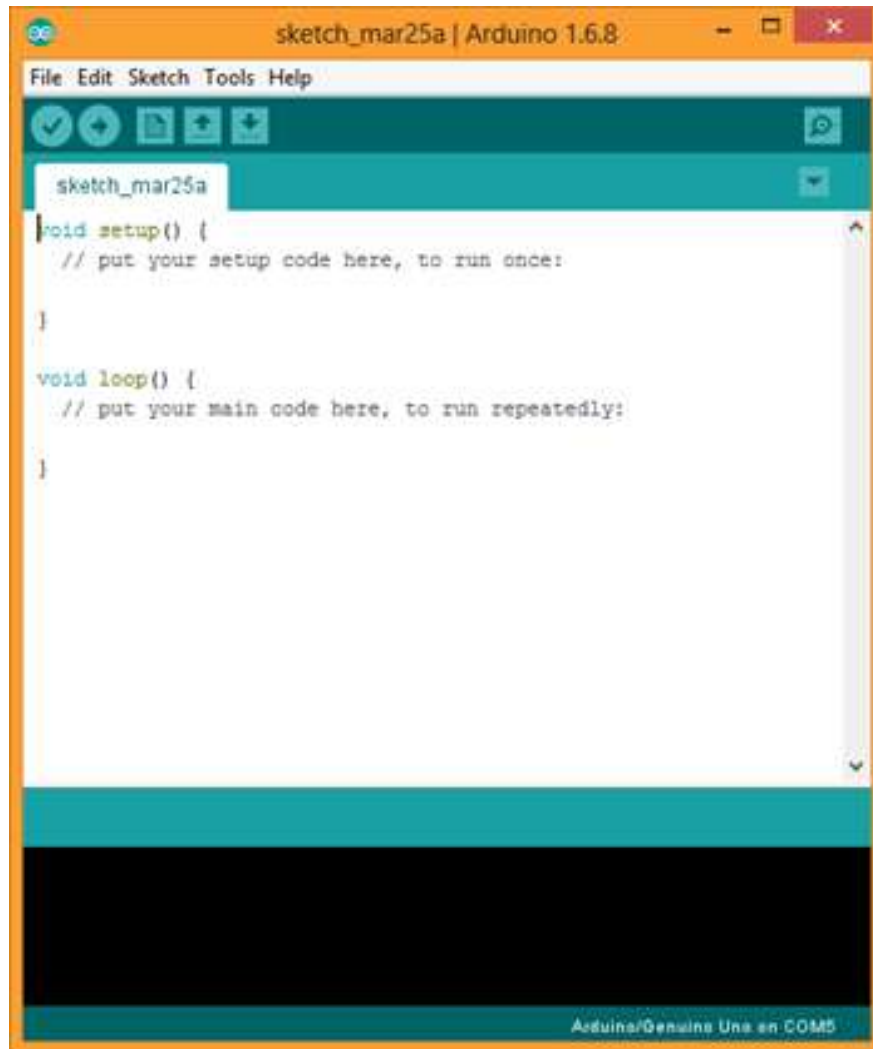 sketch_mar25a | Arduino 1.6.8
File Edit Sketch Tools Help
sketch_mar25a
void setup() {
  // put your setup code here, to run once:
}
void loop() {
  // put your main code here, to run repeatedly:
}
Arduino/Genuino Uno on COM5